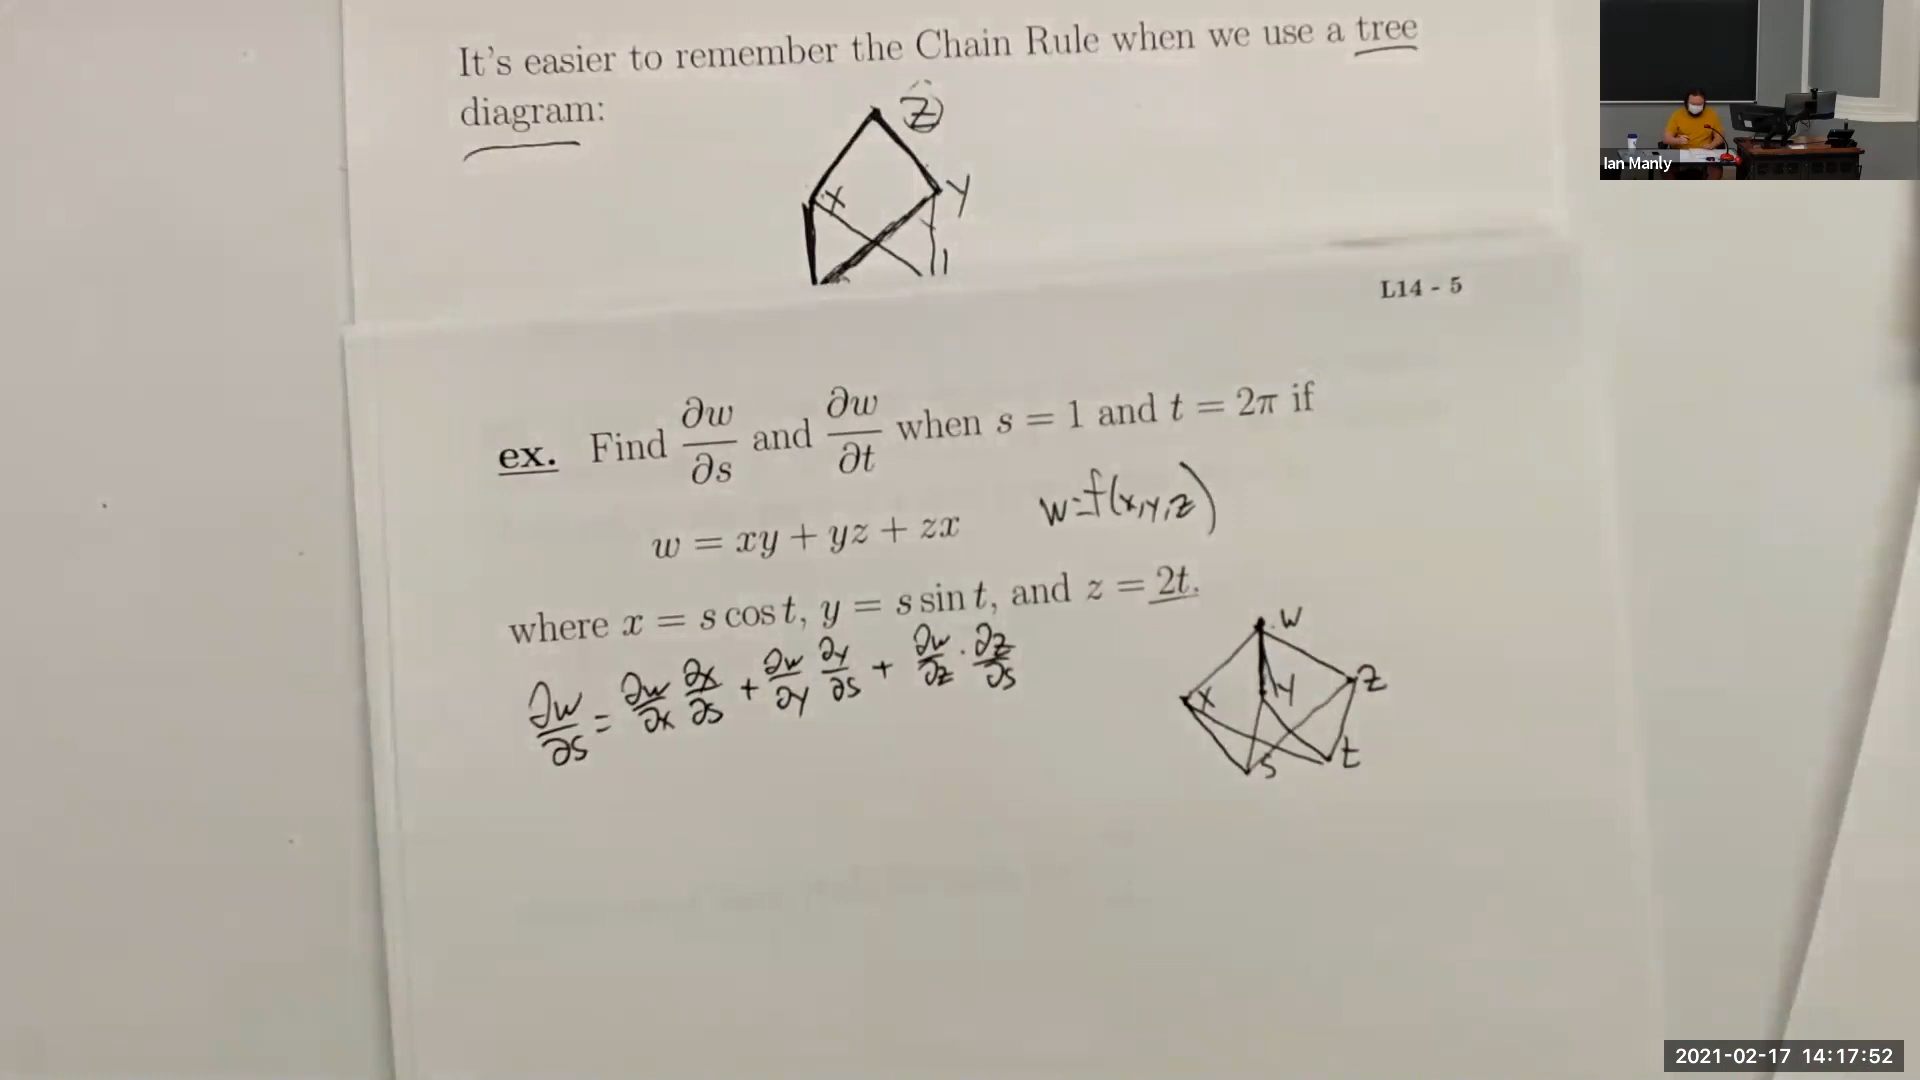 It's easier to remember the Chain Rule when we use a tree
diagram:
Z
X
Y
L14 - 5
ex. Find ∂w/∂s and ∂w/∂t when s = 1 and t = 2π if
w = xy + yz + zx
w=f(x,y,z)
where x = s cos t, y = s sin t, and z = 2t.
∂w/∂s = ∂w/∂x ∂x/∂s + ∂w/∂y ∂y/∂s + ∂w/∂z · ∂z/∂s
w
x
y
z
s
t
Ian Manly
2021-02-17 14:17:52